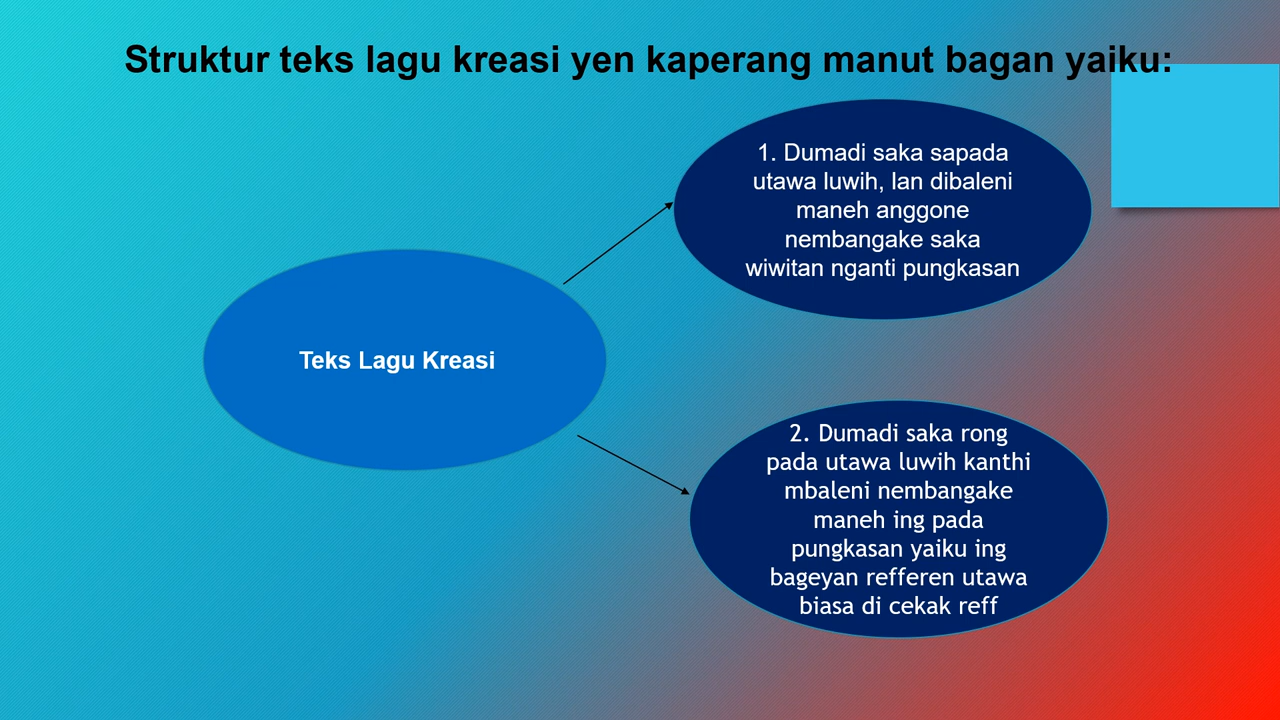 Struktur teks lagu kreasi yen kaperang manut bagan yaiku:
1. Dumadi saka sapada
utawa luwih, lan dibaleni
maneh anggone
nembangake saka
wiwitan nganti pungkasan
Teks Lagu Kreasi
2. Dumadi saka rong
pada utawa luwih kanthi
mbaleni nembangake
maneh ing pada
pungkasan yaiku ing
bageyan refferen utawa
biasa di cekak reff